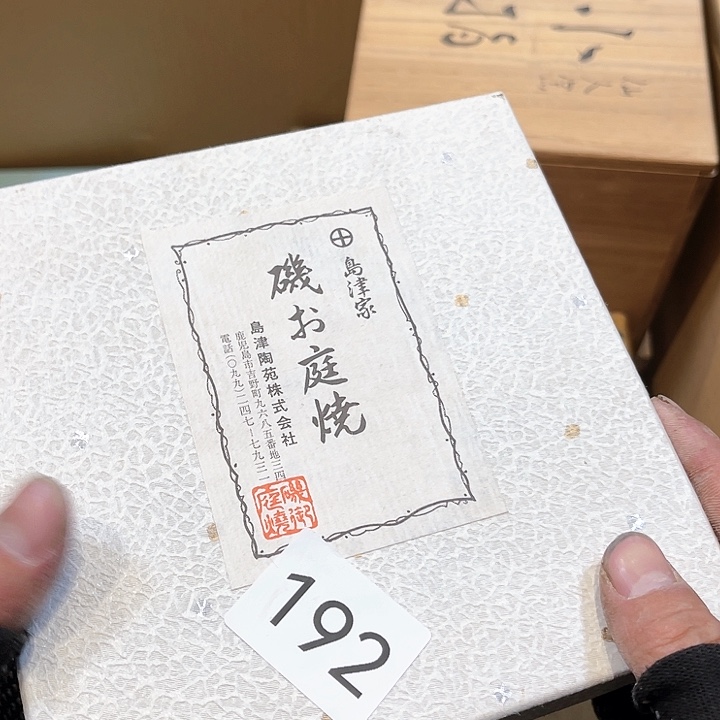 島津家
磯お庭焼
島津陶苑株式会社
鹿児島市吉野町九六八五番地二四
電話(〇九九)二四七ー七九三一
磯御
庭焼
192